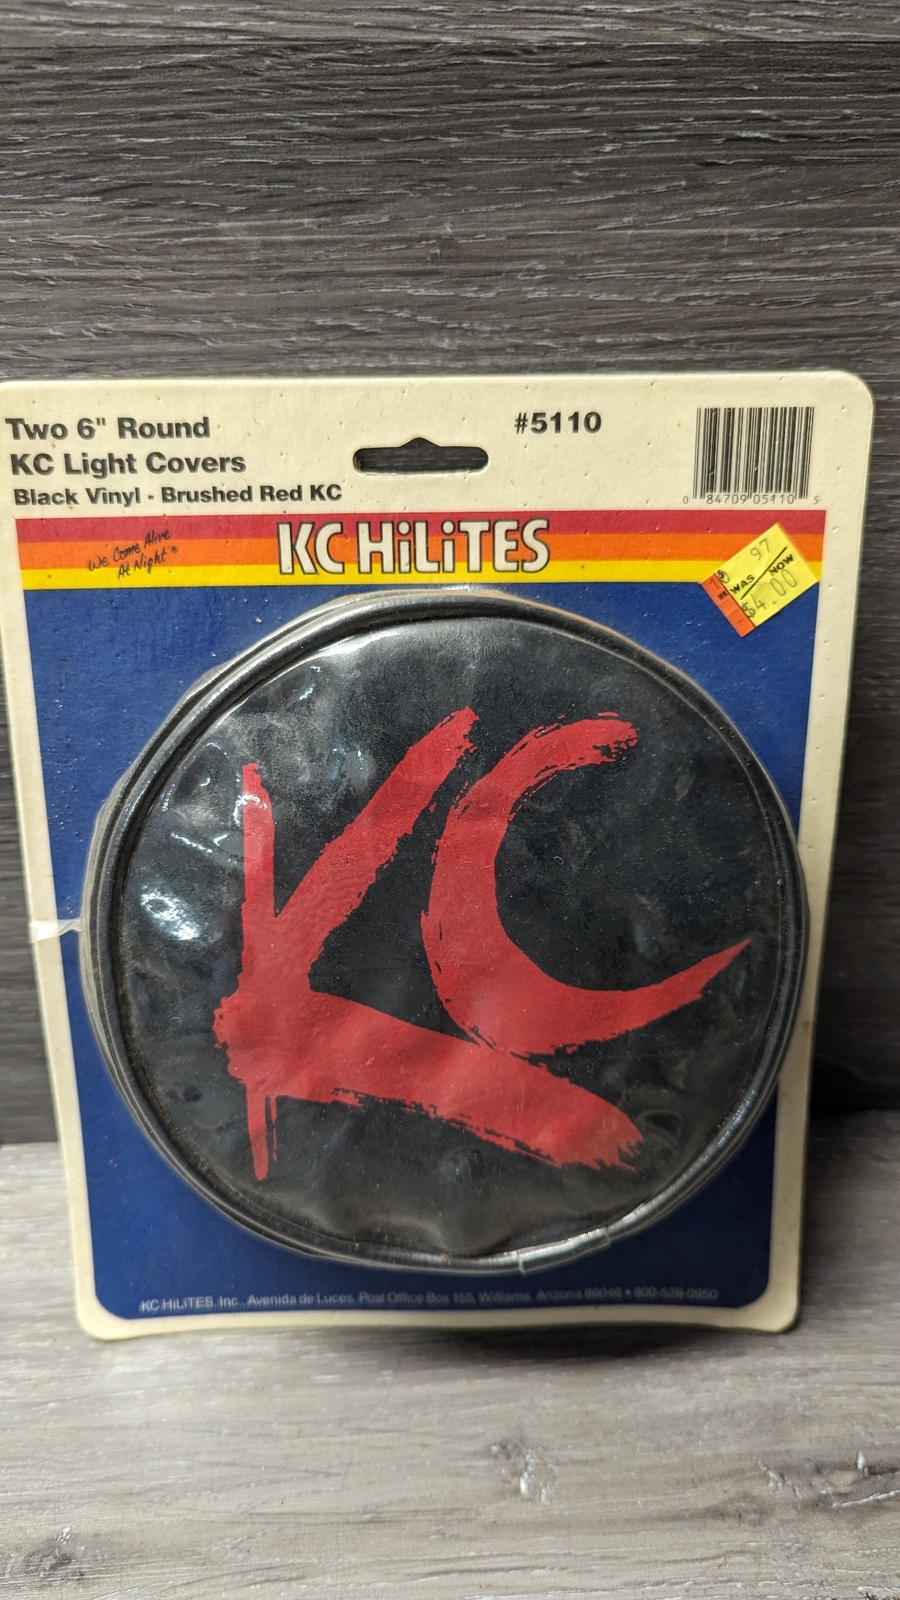 Two 6" Round
KC Light Covers
Black Vinyl - Brushed Red KC
#5110
0 84709 05110 5
We Come Alive
At Night®
KC HiLiTES
97
WAS NOW
$4.00
KC
KC HiLiTES, Inc., Avenida de Luces, Post Office Box 155, Williams, Arizona 86046 • 800-528-0950